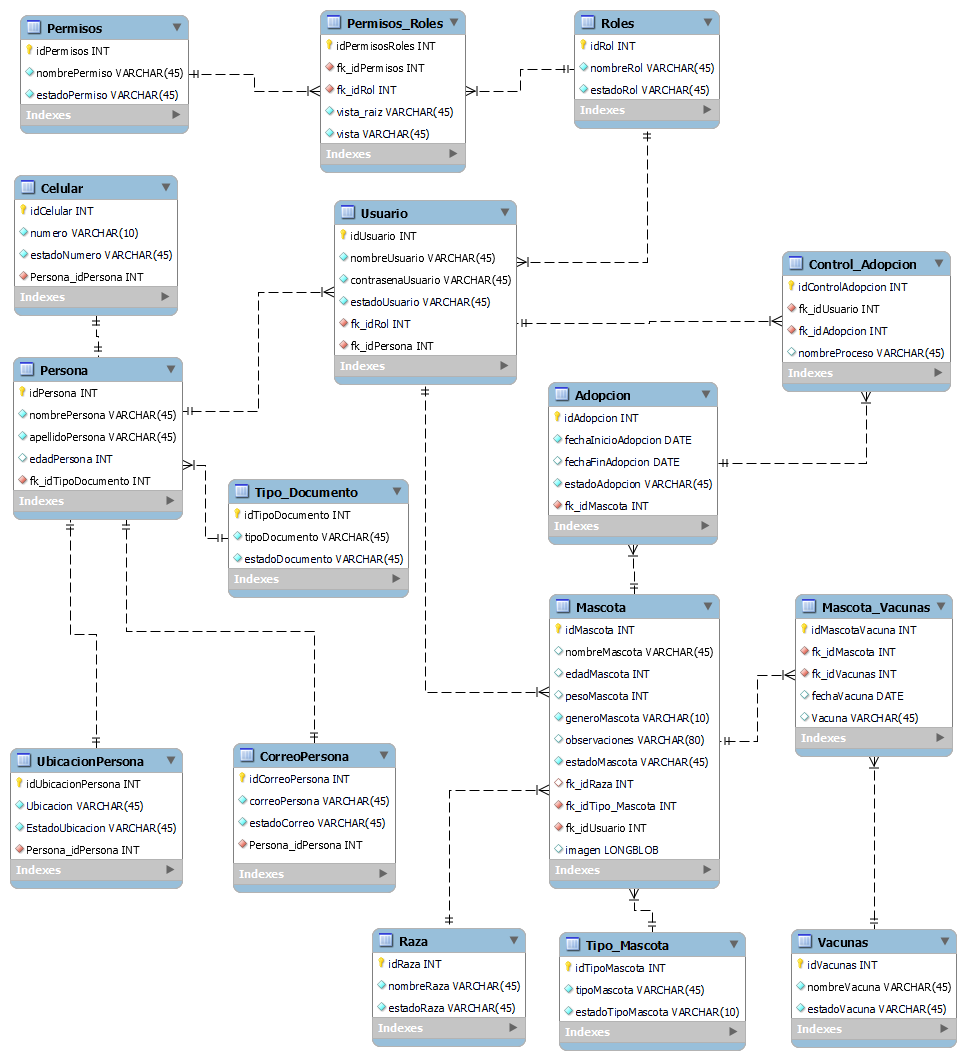 Permisos
idPermisos INT
nombrePermiso VARCHAR(45)
estadoPermiso VARCHAR(45)
Indexes
Permisos_Roles
idPermisosRoles INT
fk_idPermisos INT
fk_idRol INT
vista_raiz VARCHAR(45)
vista VARCHAR(45)
Indexes
Roles
idRol INT
nombreRol VARCHAR(45)
estadoRol VARCHAR(45)
Indexes
Celular
idCelular INT
numero VARCHAR(10)
estadoNumero VARCHAR(45)
Persona_idPersona INT
Indexes
Usuario
idUsuario INT
nombreUsuario VARCHAR(45)
contrasenaUsuario VARCHAR(45)
estadoUsuario VARCHAR(45)
fk_idRol INT
fk_idPersona INT
Indexes
Control_Adopcion
idControlAdopcion INT
fk_idUsuario INT
fk_idAdopcion INT
nombreProceso VARCHAR(45)
Indexes
Persona
idPersona INT
nombrePersona VARCHAR(45)
apellidoPersona VARCHAR(45)
edadPersona INT
fk_idTipoDocumento INT
Indexes
Adopcion
idAdopcion INT
fechaInicioAdopcion DATE
fechaFinAdopcion DATE
estadoAdopcion VARCHAR(45)
fk_idMascota INT
Indexes
Tipo_Documento
idTipoDocumento INT
tipoDocumento VARCHAR(45)
estadoDocumento VARCHAR(45)
Indexes
Mascota
idMascota INT
nombreMascota VARCHAR(45)
edadMascota INT
pesoMascota INT
generoMascota VARCHAR(10)
observaciones VARCHAR(80)
estadoMascota VARCHAR(45)
fk_idRaza INT
fk_idTipo_Mascota INT
fk_idUsuario INT
imagen LONGBLOB
Indexes
Mascota_Vacunas
idMascotaVacuna INT
fk_idMascota INT
fk_idVacunas INT
fechaVacuna DATE
Vacuna VARCHAR(45)
Indexes
UbicacionPersona
idUbicacionPersona INT
Ubicacion VARCHAR(45)
EstadoUbicacion VARCHAR(45)
Persona_idPersona INT
Indexes
CorreoPersona
idCorreoPersona INT
correoPersona VARCHAR(45)
estadoCorreo VARCHAR(45)
Persona_idPersona INT
Indexes
Raza
idRaza INT
nombreRaza VARCHAR(45)
estadoRaza VARCHAR(45)
Indexes
Tipo_Mascota
idTipoMascota INT
tipoMascota VARCHAR(45)
estadoTipoMascota VARCHAR(10)
Indexes
Vacunas
idVacunas INT
nombreVacuna VARCHAR(45)
estadoVacuna VARCHAR(45)
Indexes